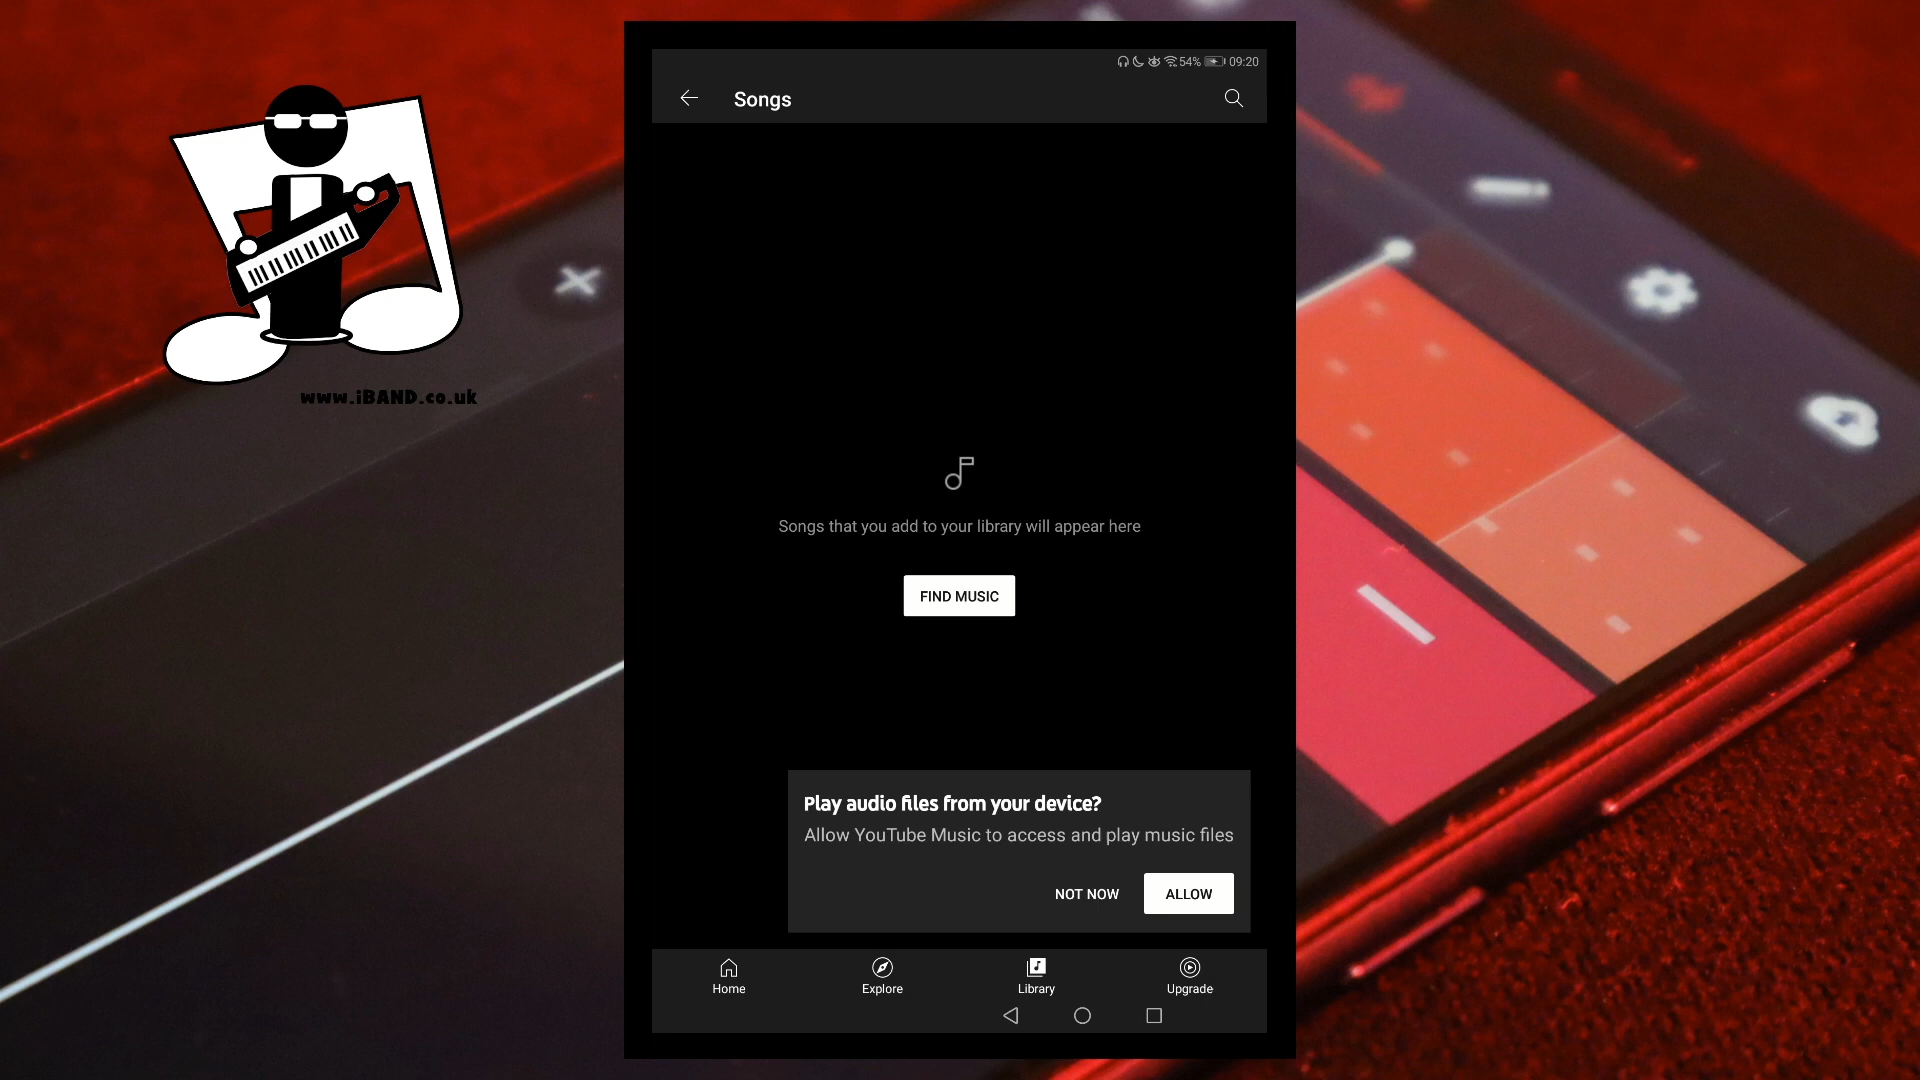 54% 09:20
Songs
www.iBAND.co.uk
Songs that you add to your library will appear here
FIND MUSIC
Play audio files from your device?
Allow YouTube Music to access and play music files
NOT NOW ALLOW
Home Explore Library Upgrade